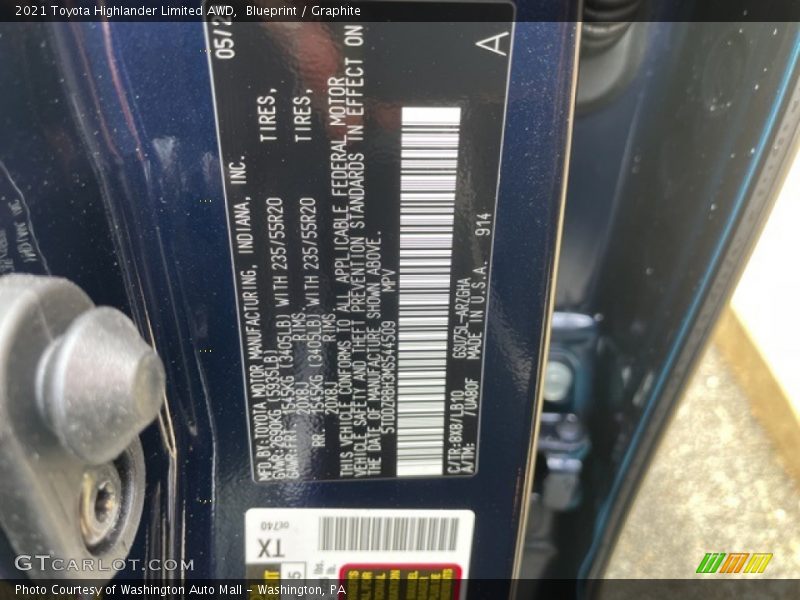 2021 Toyota Highlander Limited AWD, Blueprint / Graphite
05/2
A
MFD BY: TOYOTA MOTOR MANUFACTURING, INDIANA, INC.
GVWR: 2690KG (5935LB)
GAWR: FRT 1545KG (3405LB) WITH 235/55R20 TIRES,
20X8J RIMS,
RR. 1545KG (3405LB) WITH 235/55R20 TIRES,
20X8J RIMS.
THIS VEHICLE CONFORMS TO ALL APPLICABLE FEDERAL MOTOR
VEHICLE SAFETY AND THEFT PREVENTION STANDARDS IN EFFECT ON
THE DATE OF MANUFACTURE SHOWN ABOVE.
MPV
C/TR: 8X8/LB10 GSU75L-ARZGHA
A/TM: /UA80F MADE IN U.S.A. 914
TX
0E740
GTCarlot.com
Photo Courtesy of Washington Auto Mall - Washington, PA